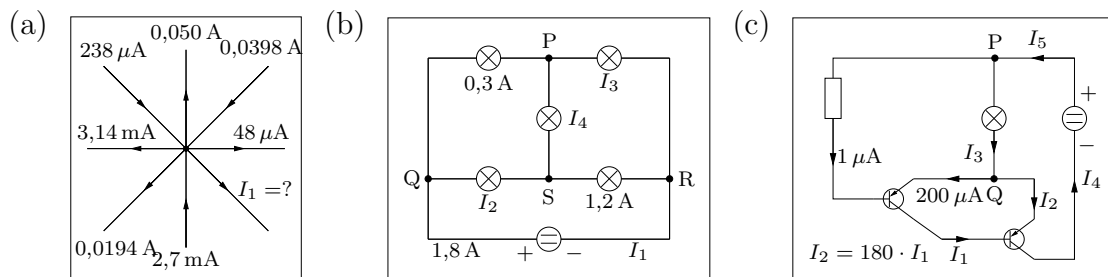 (a)
0,050 A
238 µA
0,0398 A
3,14 mA
48 µA
I₁ =?
0,0194 A
2,7 mA
(b)
P
0,3 A
I₃
I₄
Q
R
I₂
S
1,2 A
1,8 A
+
−
I₁
(c)
P
I₅
+
−
1 µA
I₃
200 µA
Q
I₂
I₄
I₂ = 180 · I₁
I₁